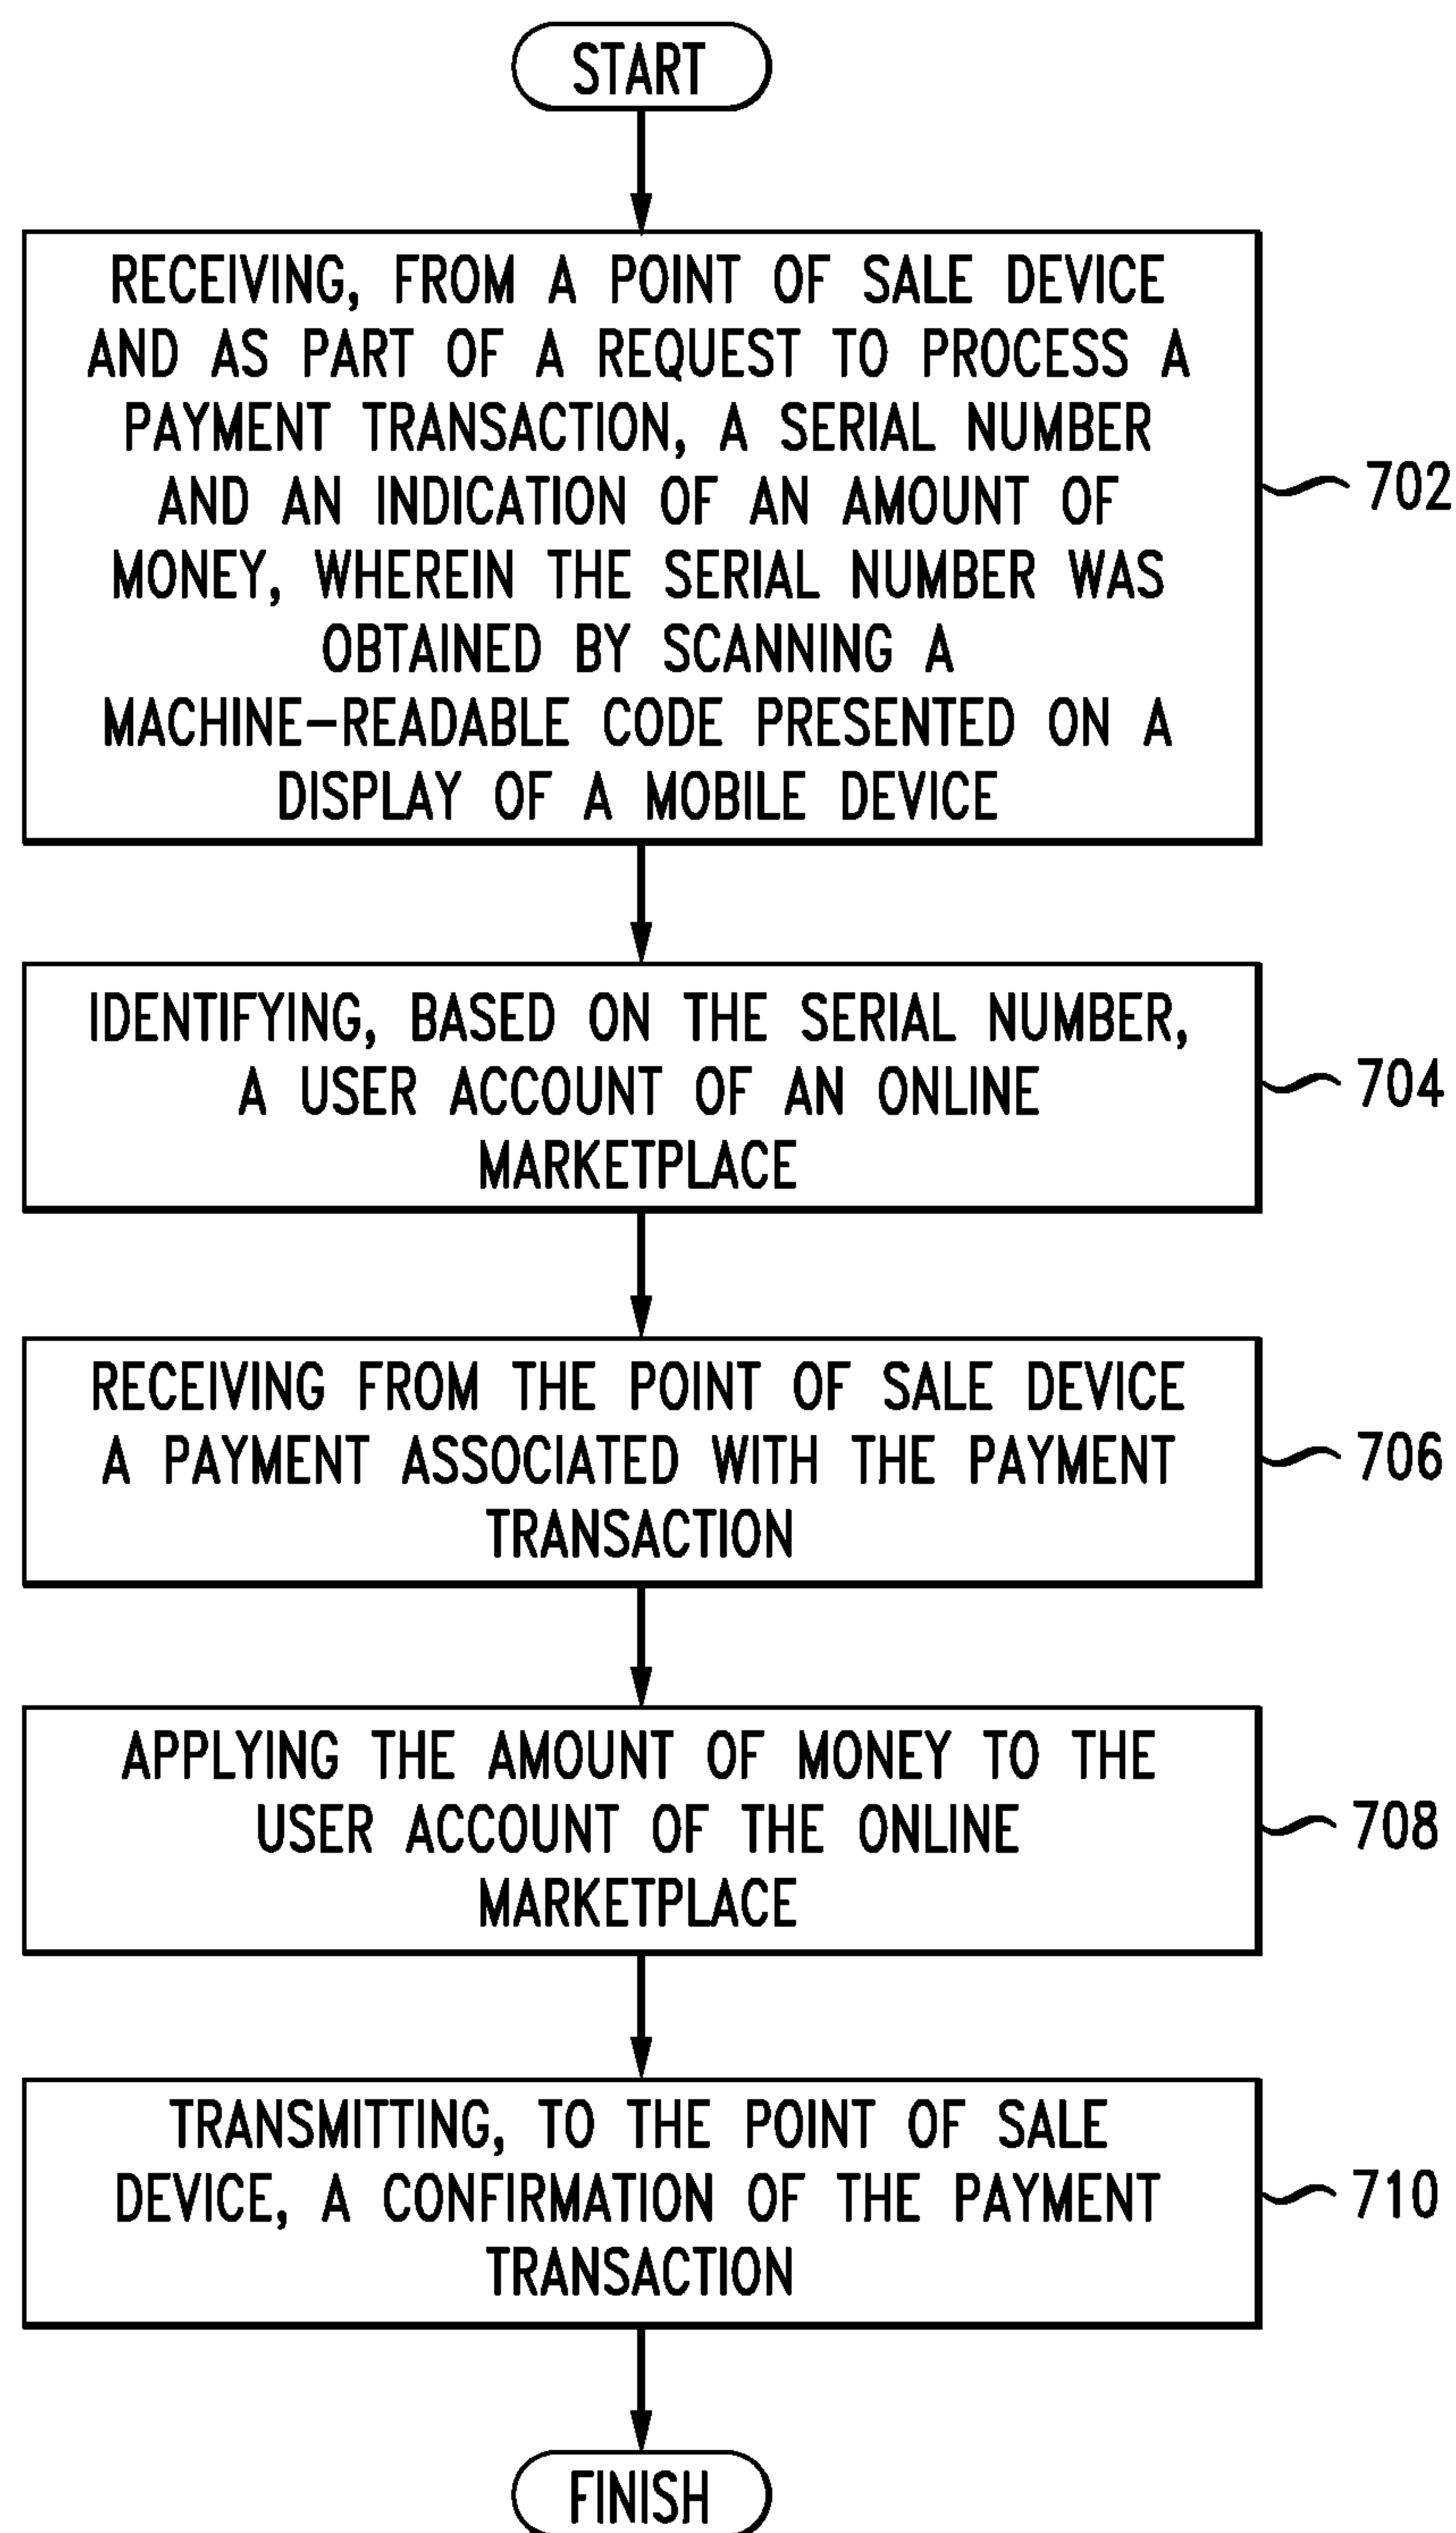 START
RECEIVING, FROM A POINT OF SALE DEVICE
AND AS PART OF A REQUEST TO PROCESS A
PAYMENT TRANSACTION, A SERIAL NUMBER
AND AN INDICATION OF AN AMOUNT OF
MONEY, WHEREIN THE SERIAL NUMBER WAS
OBTAINED BY SCANNING A
MACHINE-READABLE CODE PRESENTED ON A
DISPLAY OF A MOBILE DEVICE
702
IDENTIFYING, BASED ON THE SERIAL NUMBER,
A USER ACCOUNT OF AN ONLINE
MARKETPLACE
704
RECEIVING FROM THE POINT OF SALE DEVICE
A PAYMENT ASSOCIATED WITH THE PAYMENT
TRANSACTION
706
APPLYING THE AMOUNT OF MONEY TO THE
USER ACCOUNT OF THE ONLINE
MARKETPLACE
708
TRANSMITTING, TO THE POINT OF SALE
DEVICE, A CONFIRMATION OF THE PAYMENT
TRANSACTION
710
FINISH